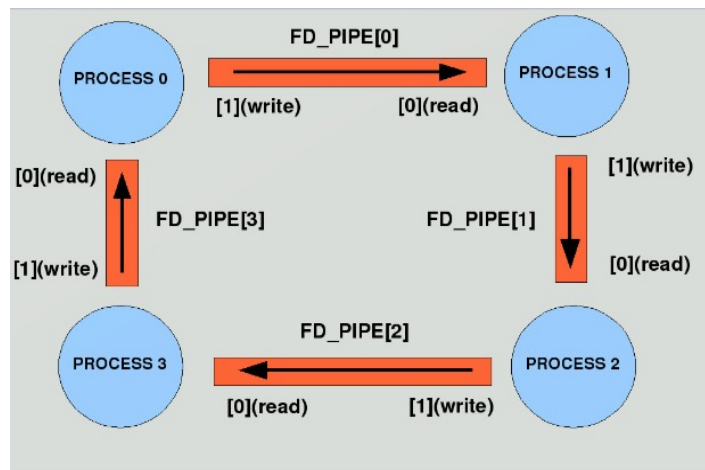 FD_PIPE[0]
PROCESS 0
PROCESS 1
[1](write)
[0](read)
[0](read)
[1](write)
FD_PIPE[3]
FD_PIPE[1]
[1](write)
[0](read)
FD_PIPE[2]
PROCESS 3
PROCESS 2
[0](read)
[1](write)